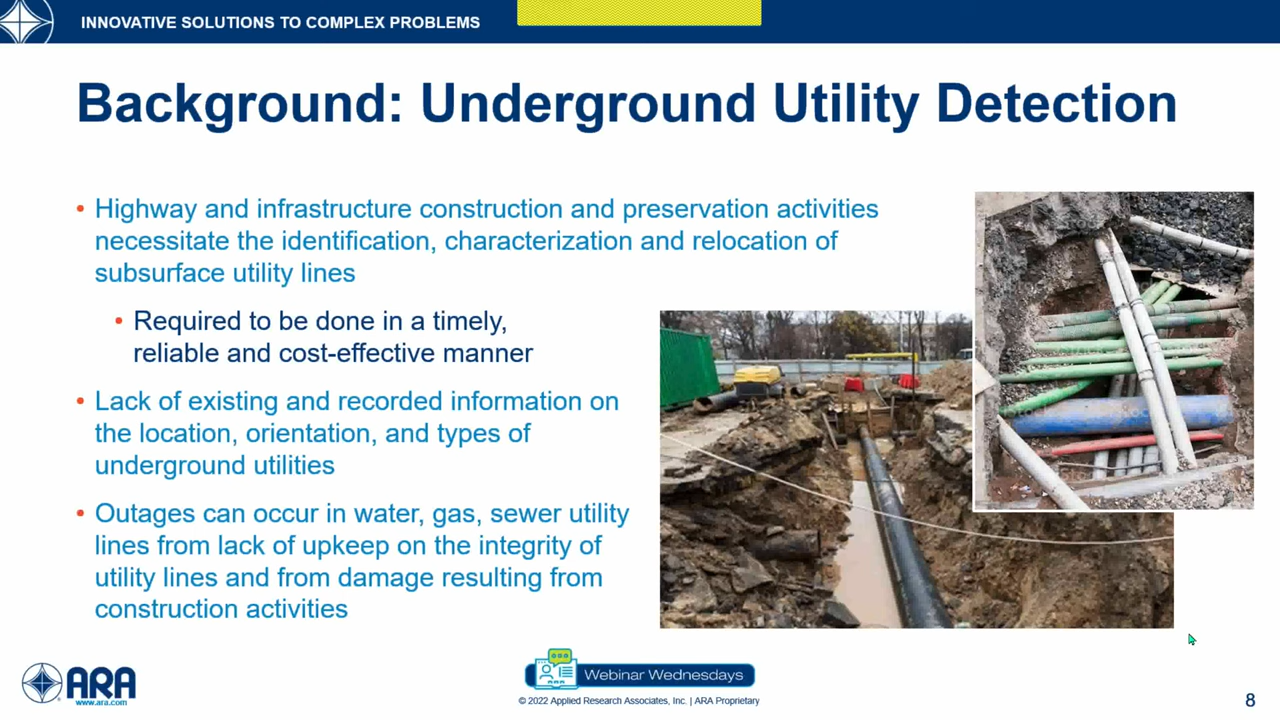 INNOVATIVE SOLUTIONS TO COMPLEX PROBLEMS
Background: Underground Utility Detection
• Highway and infrastructure construction and preservation activities
necessitate the identification, characterization and relocation of
subsurface utility lines
• Required to be done in a timely,
reliable and cost-effective manner
• Lack of existing and recorded information on
the location, orientation, and types of
underground utilities
• Outages can occur in water, gas, sewer utility
lines from lack of upkeep on the integrity of
utility lines and from damage resulting from
construction activities
ARA
www.ara.com
Webinar Wednesdays
© 2022 Applied Research Associates, Inc. | ARA Proprietary
8